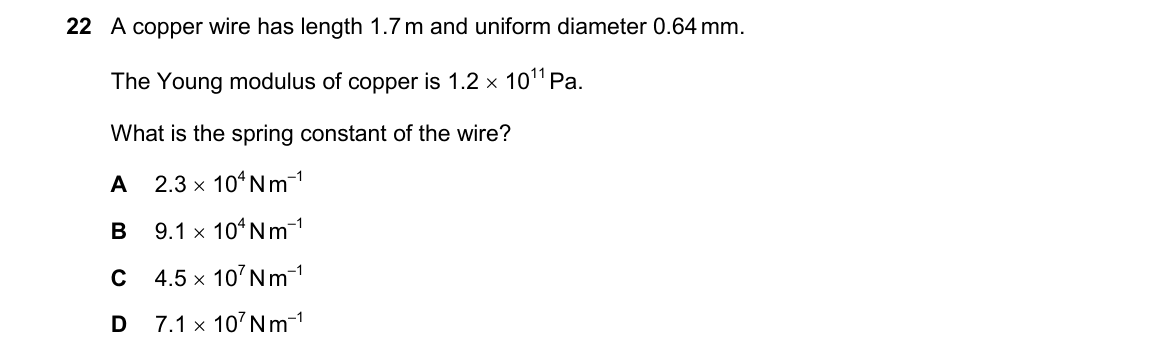 22 A copper wire has length 1.7 m and uniform diameter 0.64 mm.
The Young modulus of copper is 1.2 × 10¹¹ Pa.
What is the spring constant of the wire?
A 2.3 × 10⁴ N m⁻¹
B 9.1 × 10⁴ N m⁻¹
C 4.5 × 10⁷ N m⁻¹
D 7.1 × 10⁷ N m⁻¹